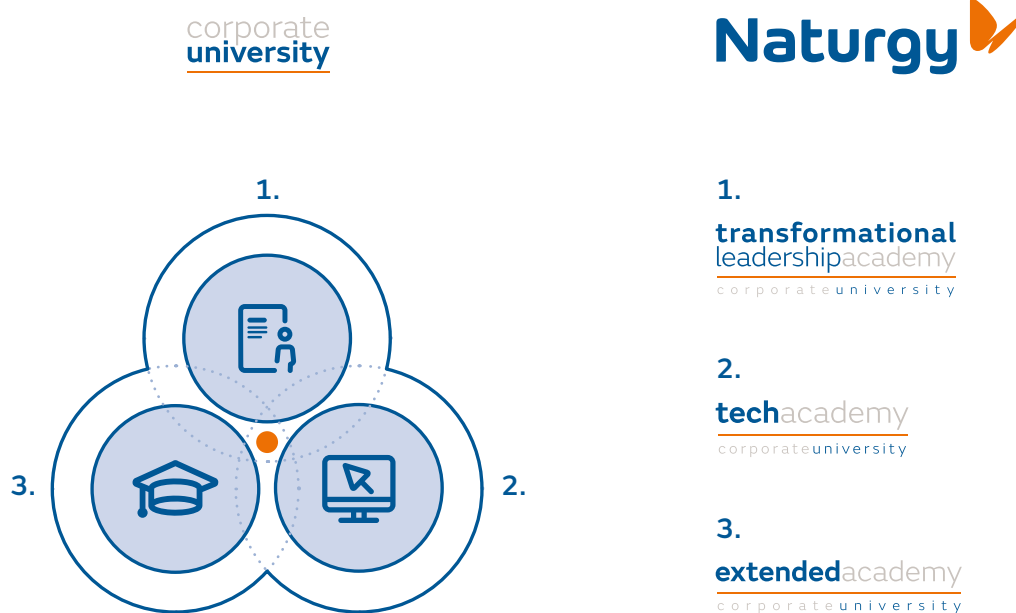 corporate
university
Naturgy
1.
3.
2.
1.
transformational
leadershipacademy
corporateuniversity
2.
techacademy
corporateuniversity
3.
extendedacademy
corporateuniversity